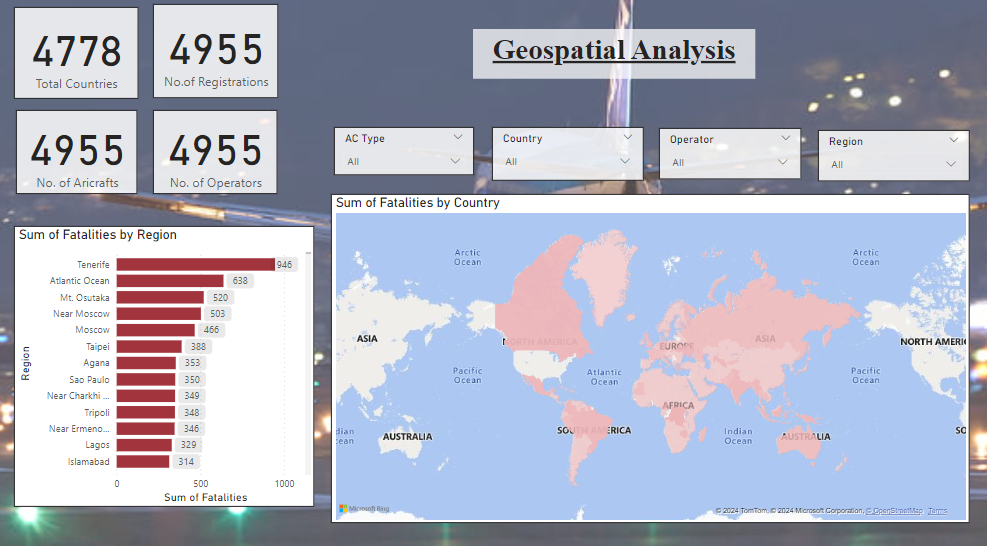 4778
Total Countries
4955
No.of Registrations
4955
No. of Aricrafts
4955
No. of Operators
Geospatial Analysis
AC Type
All
Country
All
Operator
All
Region
All
Sum of Fatalities by Region
Region
Tenerife 946
Atlantic Ocean 638
Mt. Osutaka 520
Near Moscow 503
Moscow 466
Taipei 388
Agana 353
Sao Paulo 350
Near Charkhi ... 349
Tripoli 348
Near Ermeno... 346
Lagos 329
Islamabad 314
0 500 1000
Sum of Fatalities
Sum of Fatalities by Country
Arctic
Ocean
Arctic
Ocean
ASIA
NORTH AMERICA
EUROPE
ASIA
NORTH AMERI
Pacific
Ocean
Atlantic
Ocean
Pacific
Ocean
AFRICA
dian
ean
AUSTRALIA
SOUTH AMERICA
Indian
Ocean
AUSTRALIA
SO
Microsoft Bing
© 2024 TomTom, © 2024 Microsoft Corporation, © OpenStreetMap Terms